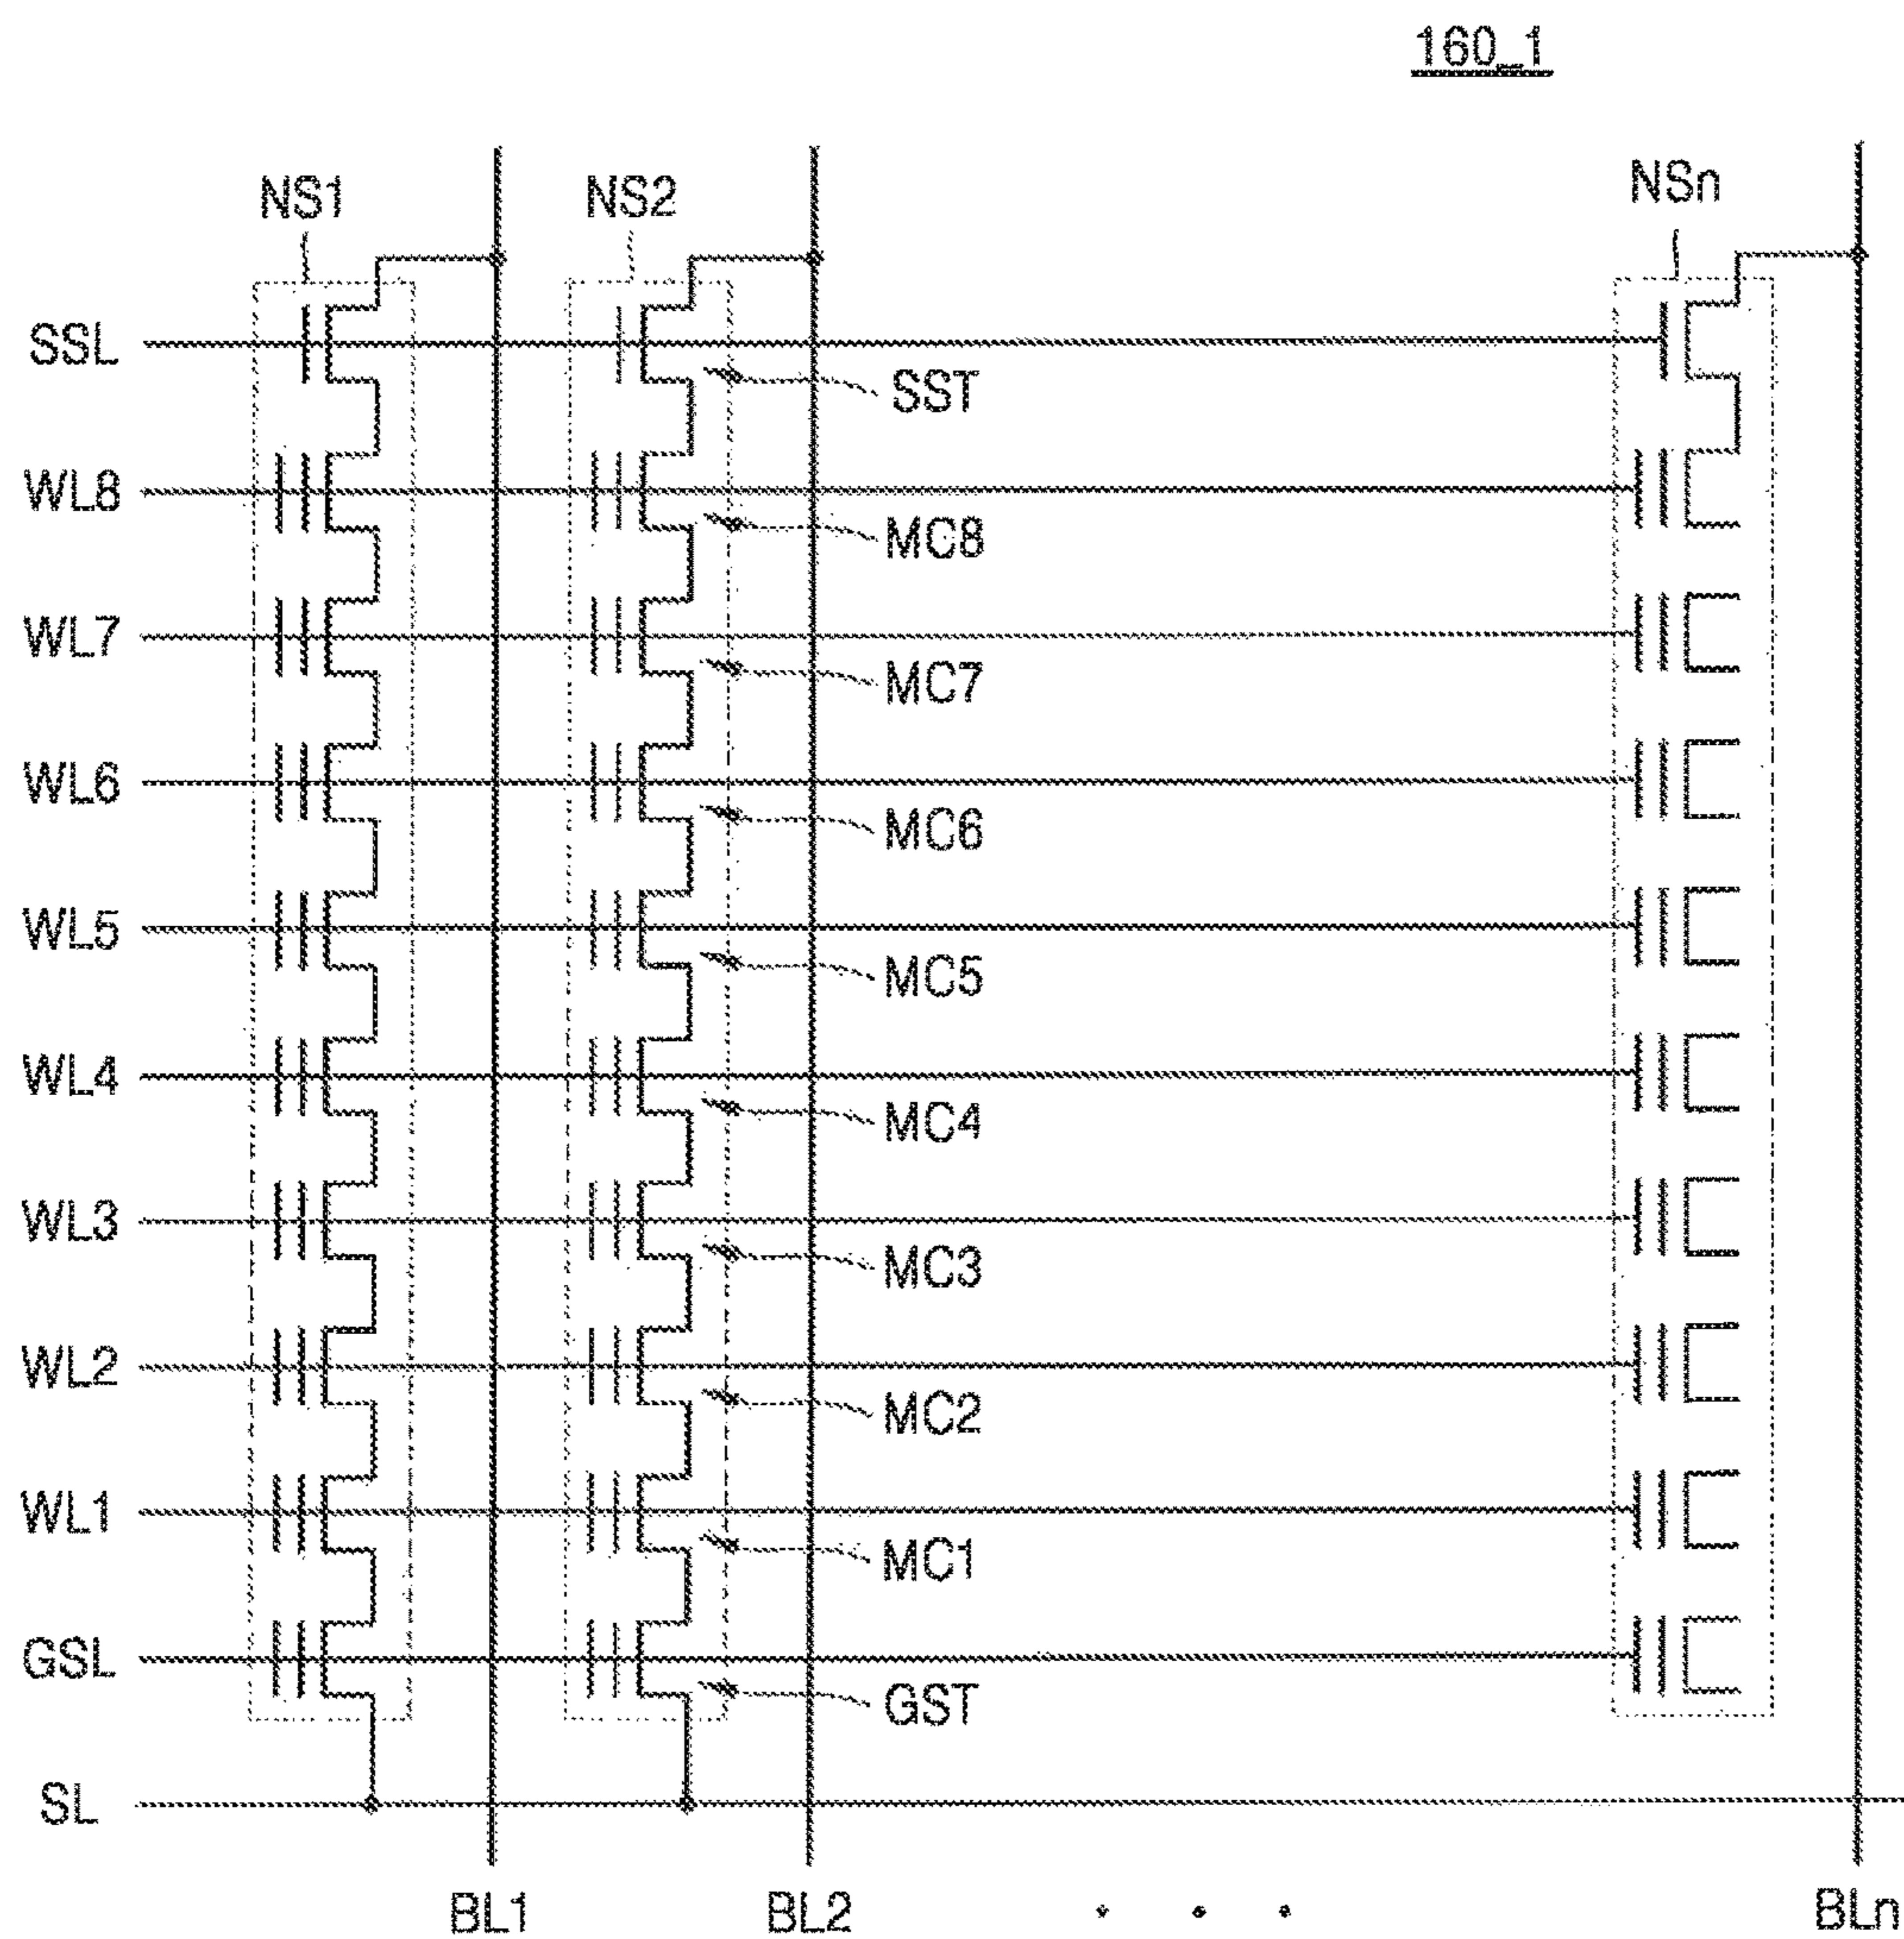 160_1
NS1 NS2 NSn
SSL
SST
WL8
MC8
WL7
MC7
WL6
MC6
WL5
MC5
WL4
MC4
WL3
MC3
WL2
MC2
WL1
MC1
GSL
GST
SL
BL1 BL2 . . . BLn